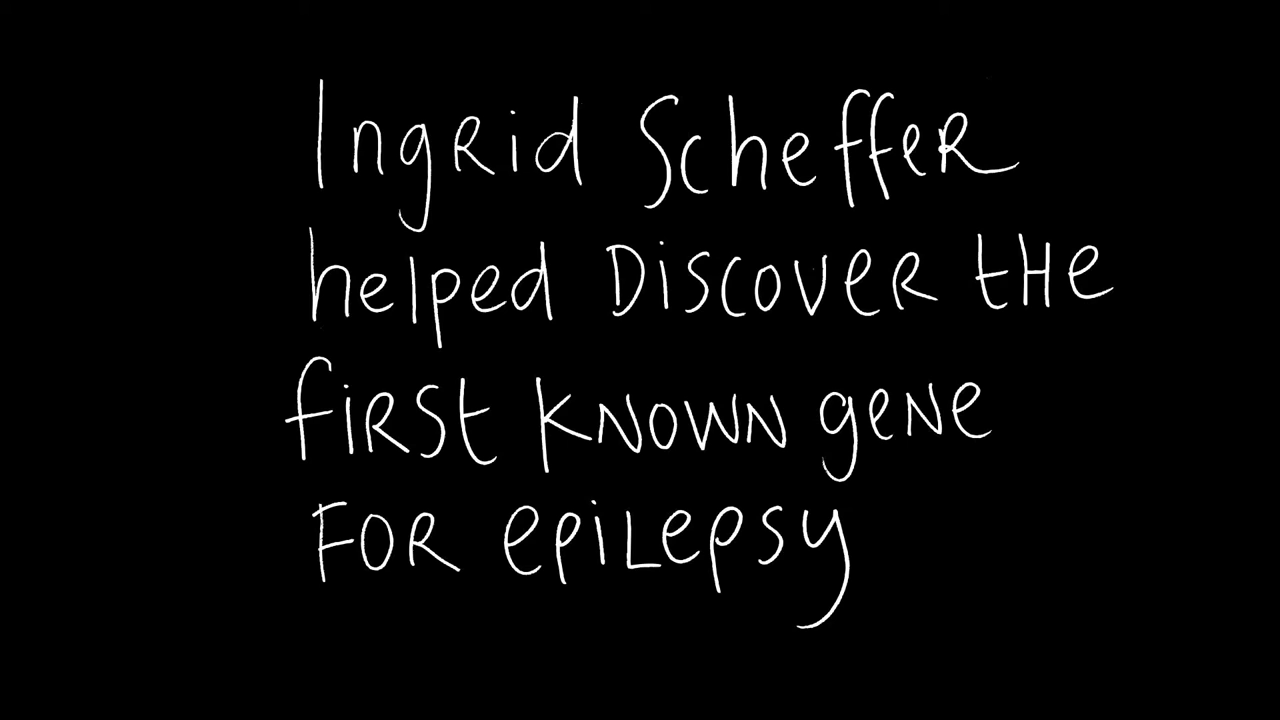 Ingrid Scheffer
helped Discover the
first known gene
for epilepsy